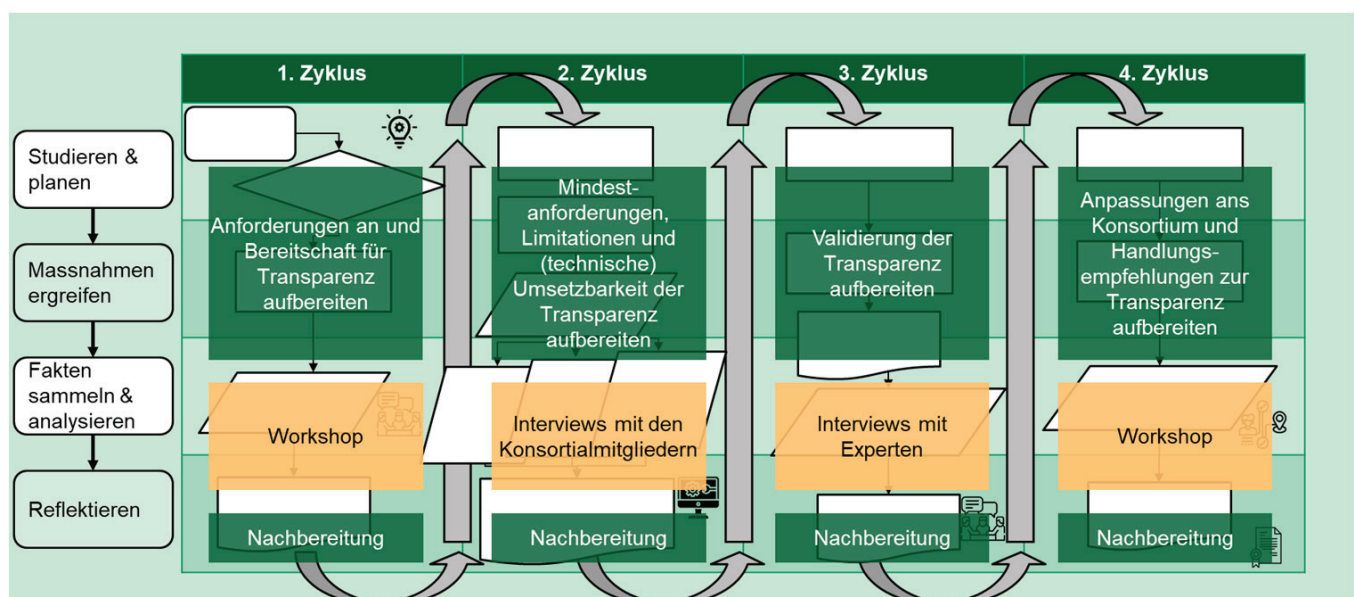 1. Zyklus
2. Zyklus
3. Zyklus
4. Zyklus
Studieren &
planen
Massnahmen
ergreifen
Fakten
sammeln &
analysieren
Reflektieren
Anforderungen an und
Bereitschaft für
Transparenz
aufbereiten
Workshop
Nachbereitung
Mindest-
anforderungen,
Limitationen und
(technische)
Umsetzbarkeit der
Transparenz
aufbereiten
Interviews mit den
Konsortialmitgliedern
Nachbereitung
Validierung der
Transparenz
aufbereiten
Interviews mit
Experten
Nachbereitung
Anpassungen ans
Konsortium und
Handlungs-
empfehlungen zur
Transparenz
aufbereiten
Workshop
Nachbereitung